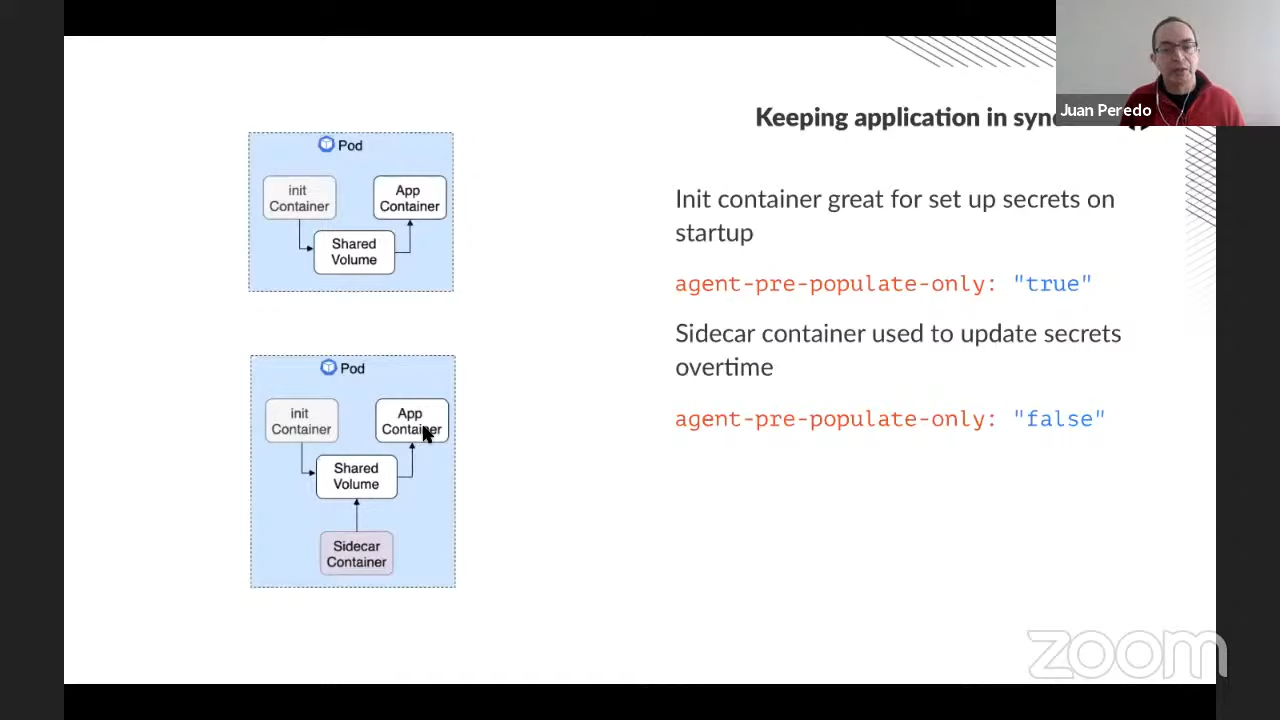 Juan Peredo
Keeping application in sync
Pod
init
Container
App
Container
Shared
Volume
Pod
init
Container
App
Container
Shared
Volume
Sidecar
Container
Init container great for set up secrets on
startup
agent-pre-populate-only: "true"
Sidecar container used to update secrets
overtime
agent-pre-populate-only: "false"
zoom